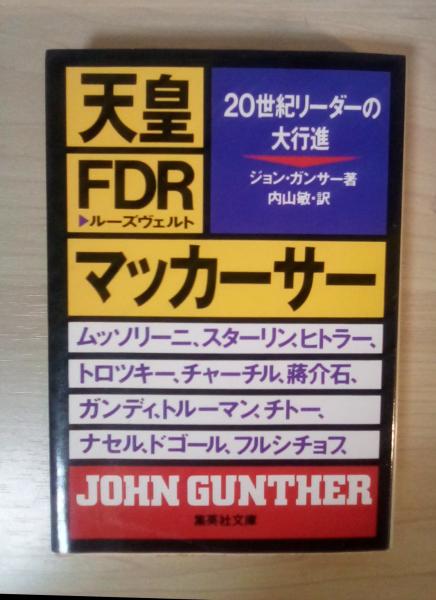 天皇
FDR
▶ルーズヴェルト
20世紀リーダーの
大行進
ジョン・ガンサー著
内山敏・訳
マッカーサー
ムッソリーニ、スターリン、ヒトラー、
トロツキー、チャーチル、蔣介石、
ガンディ、トルーマン、チトー、
ナセル、ドゴール、フルシチョフ
JOHN GUNTHER
集英社文庫